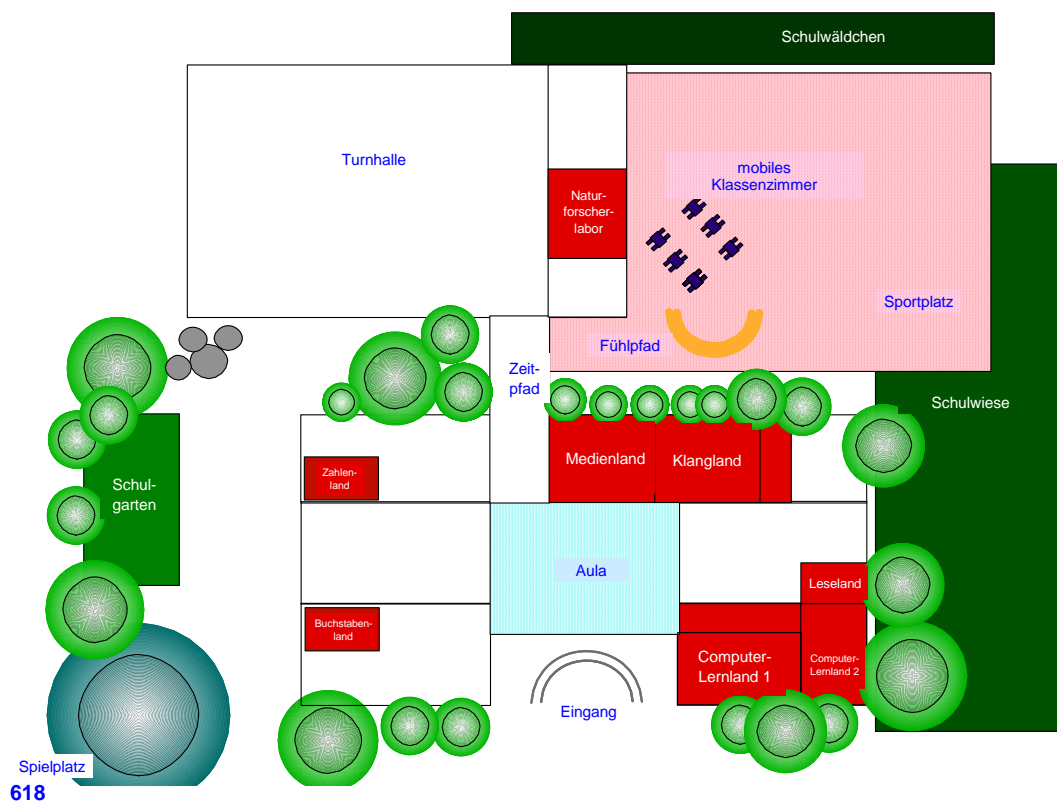 Schulwäldchen
Turnhalle
mobiles
Klassenzimmer
Natur-
forscher-
labor
Sportplatz
Fühlpfad
Zeit-
pfad
Schulwiese
Medienland
Klangland
Zahlen-
land
Schul-
garten
Aula
Leseland
Buchstaben-
land
Computer-
Lernland 1
Computer-
Lernland 2
Eingang
Spielplatz
618